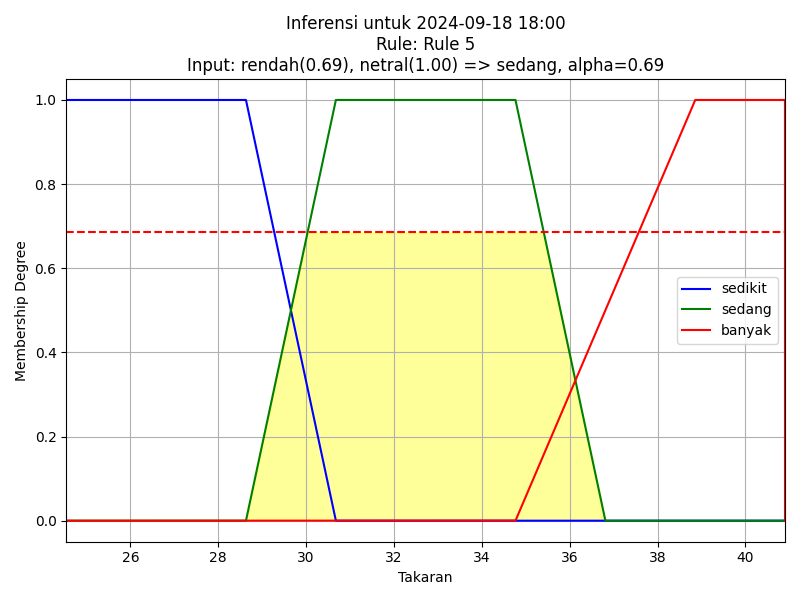 Inferensi untuk 2024-09-18 18:00
Rule: Rule 5
Input: rendah(0.69), netral(1.00) => sedang, alpha=0.69
1.0
0.8
0.6
0.4
0.2
0.0
Membership Degree
sedikit
sedang
banyak
26 28 30 32 34 36 38 40
Takaran